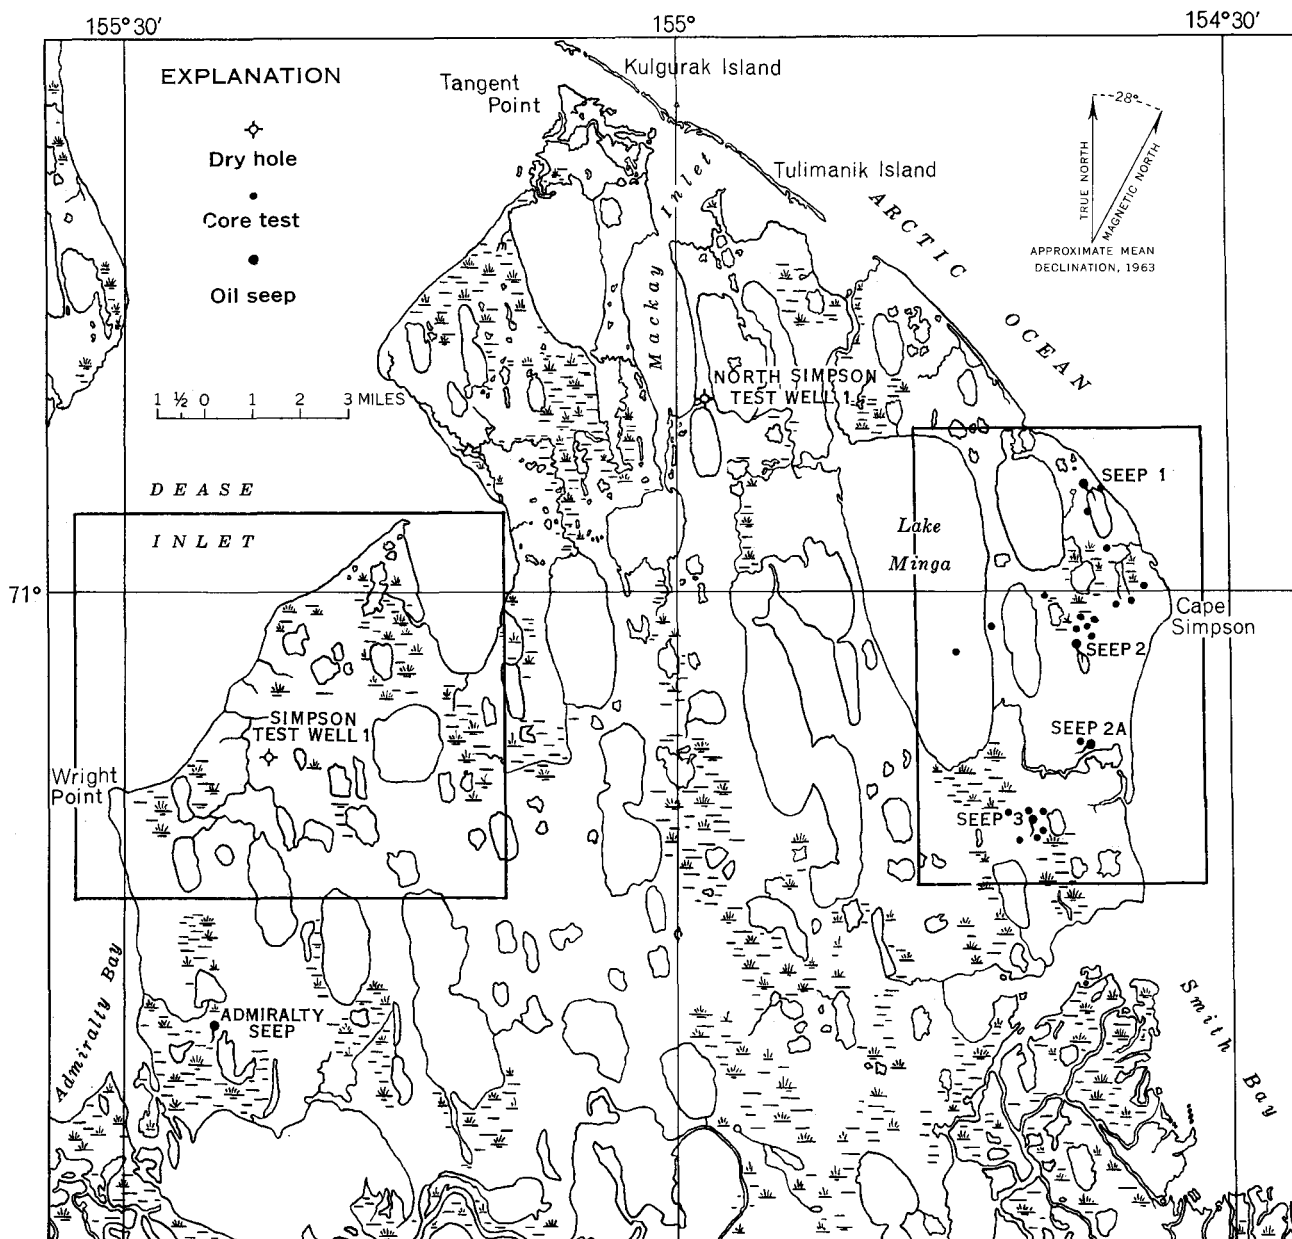 155°30'
155°
154°30'
EXPLANATION
Dry hole
Core test
Oil seep
Kulgurak Island
Tangent
Point
Tulimanik Island
Inlet
Mackay
ARCTIC
OCEAN
28°
TRUE NORTH
MAGNETIC NORTH
APPROXIMATE MEAN
DECLINATION, 1963
NORTH SIMPSON
TEST WELL 1
1 ½ 0 1 2 3 MILES
DEASE
INLET
SEEP 1
Lake
Minga
71°
Cape
Simpson
SEEP 2
SIMPSON
TEST WELL 1
SEEP 2A
Wright
Point
SEEP 3
Admiralty Bay
ADMIRALTY
SEEP
Smith
Bay